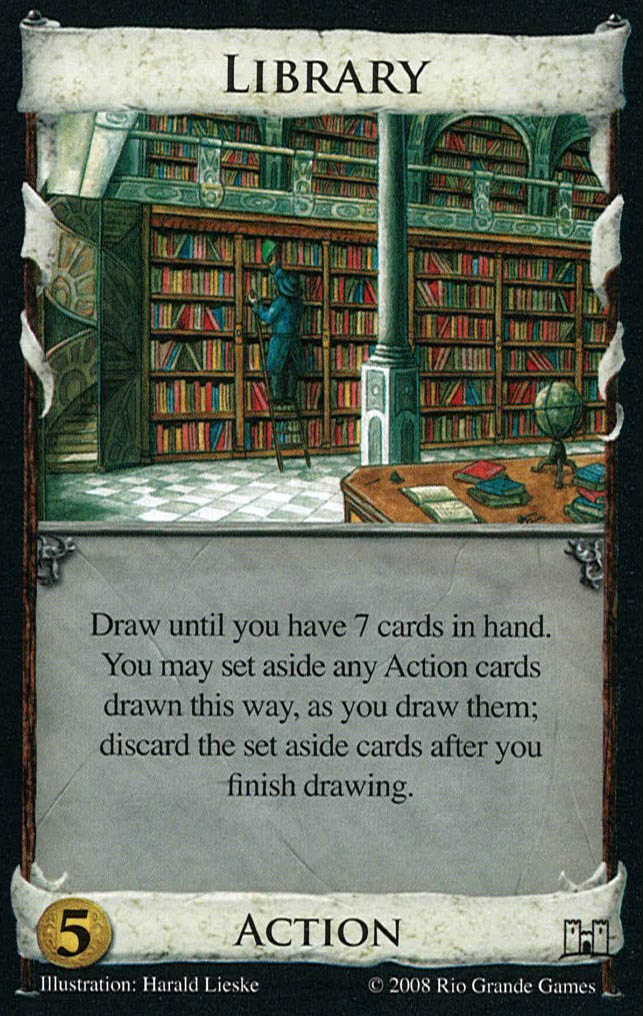 LIBRARY
Draw until you have 7 cards in hand.
You may set aside any Action cards
drawn this way, as you draw them;
discard the set aside cards after you
finish drawing.
5
ACTION
Illustration: Harald Lieske
© 2008 Rio Grande Games